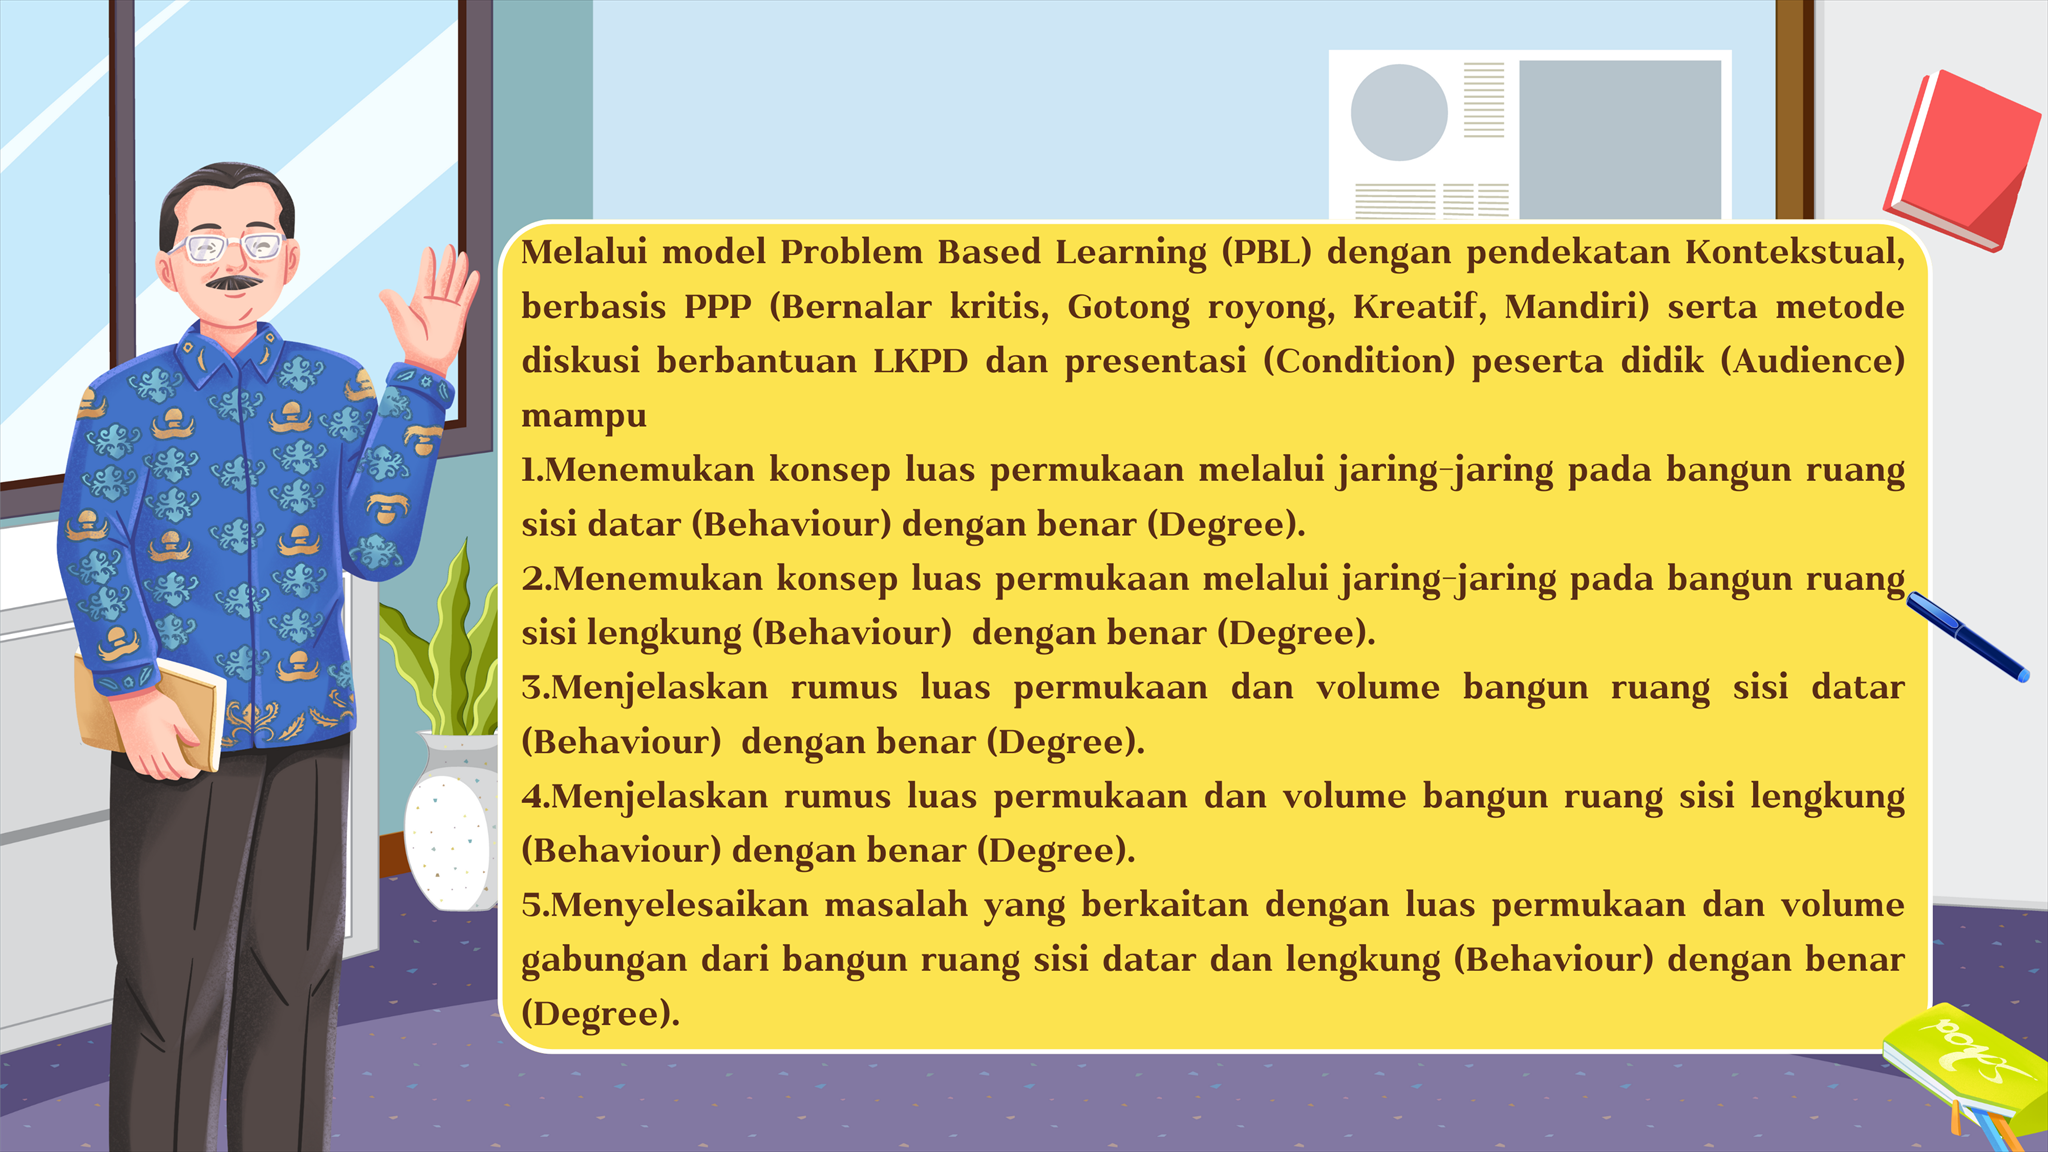 Melalui model Problem Based Learning (PBL) dengan pendekatan Kontekstual,
berbasis PPP (Bernalar kritis, Gotong royong, Kreatif, Mandiri) serta metode
diskusi berbantuan LKPD dan presentasi (Condition) peserta didik (Audience)
mampu
1.Menemukan konsep luas permukaan melalui jaring-jaring pada bangun ruang
sisi datar (Behaviour) dengan benar (Degree).
2.Menemukan konsep luas permukaan melalui jaring-jaring pada bangun ruang
sisi lengkung (Behaviour) dengan benar (Degree).
3.Menjelaskan rumus luas permukaan dan volume bangun ruang sisi datar
(Behaviour) dengan benar (Degree).
4.Menjelaskan rumus luas permukaan dan volume bangun ruang sisi lengkung
(Behaviour) dengan benar (Degree).
5.Menyelesaikan masalah yang berkaitan dengan luas permukaan dan volume
gabungan dari bangun ruang sisi datar dan lengkung (Behaviour) dengan benar
(Degree).